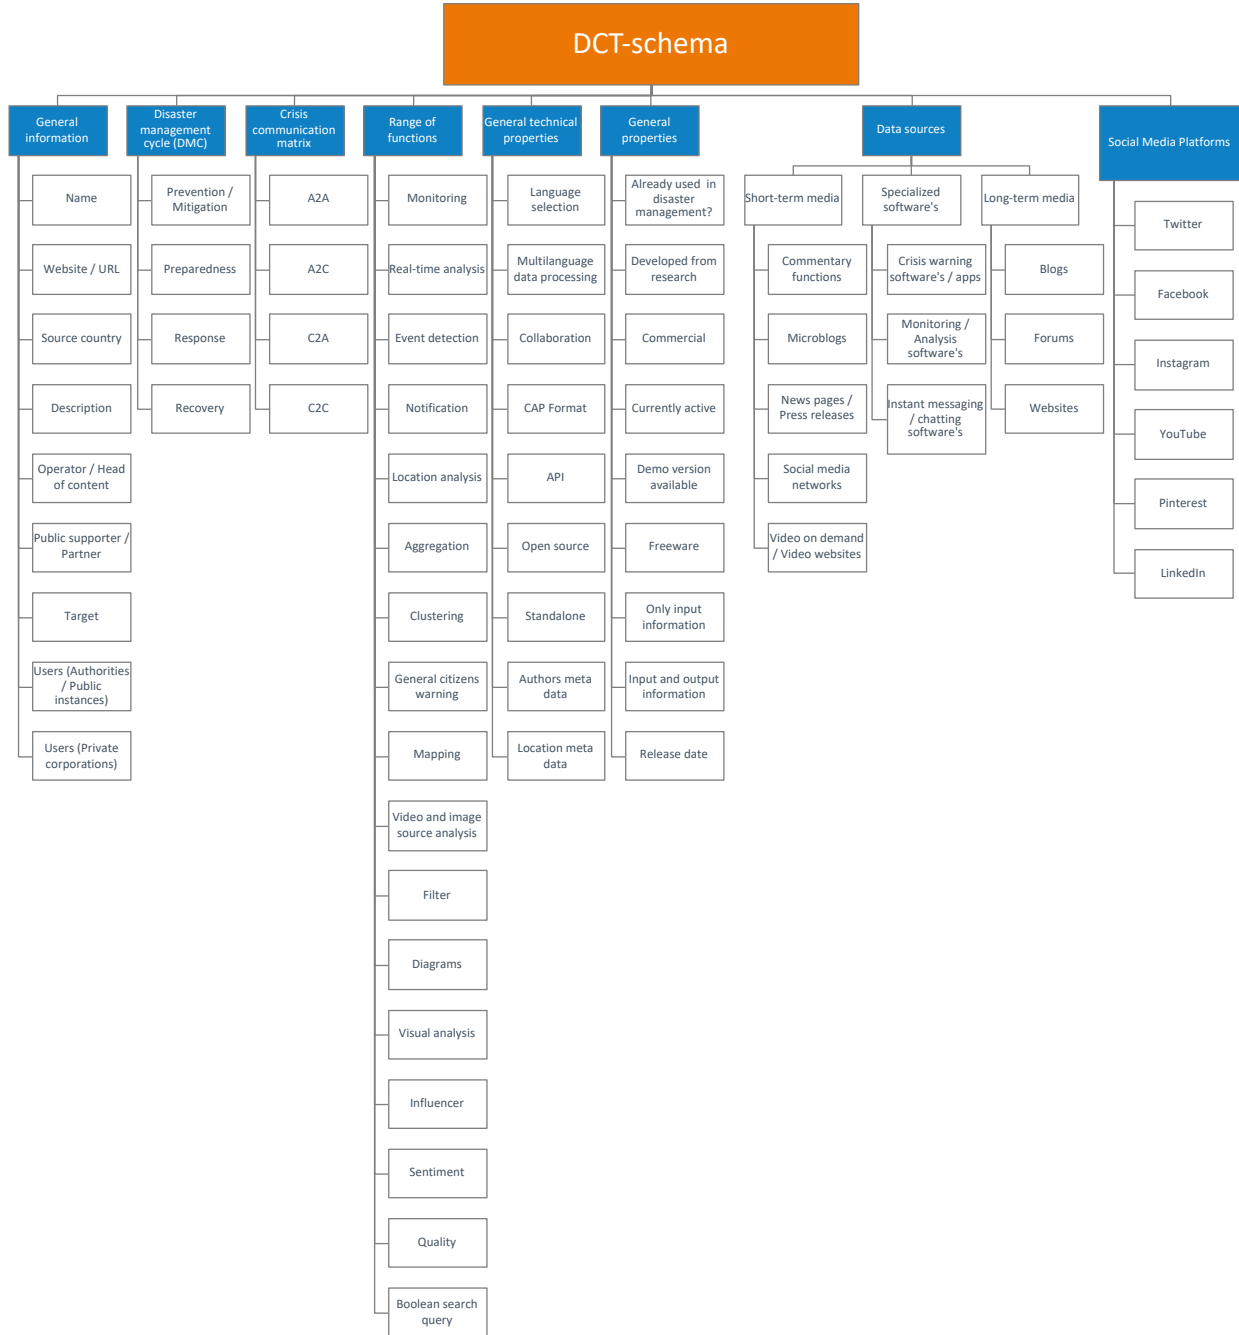 DCT-schema
General
information
Disaster
management
cycle (DMC)
Crisis
communication
matrix
Range of
functions
General technical
properties
General
properties
Data sources
Social Media Platforms
Name
Website / URL
Source country
Description
Operator / Head
of content
Public supporter /
Partner
Target
Users (Authorities
/ Public
instances)
Users (Private
corporations)
Prevention /
Mitigation
Preparedness
Response
Recovery
A2A
A2C
C2A
C2C
Monitoring
Real-time analysis
Event detection
Notification
Location analysis
Aggregation
Clustering
General citizens
warning
Mapping
Video and image
source analysis
Filter
Diagrams
Visual analysis
Influencer
Sentiment
Quality
Boolean search
query
Language
selection
Multilanguage
data processing
Collaboration
CAP Format
API
Open source
Standalone
Authors meta
data
Location meta
data
Already used in
disaster
management?
Developed from
research
Commercial
Currently active
Demo version
available
Freeware
Only input
information
Input and output
information
Release date
Short-term media
Commentary
functions
Microblogs
News pages /
Press releases
Social media
networks
Video on demand
/ Video websites
Specialized
software's
Crisis warning
software's / apps
Monitoring /
Analysis
software's
Instant messaging
/ chatting
software's
Long-term media
Blogs
Forums
Websites
Twitter
Facebook
Instagram
YouTube
Pinterest
LinkedIn